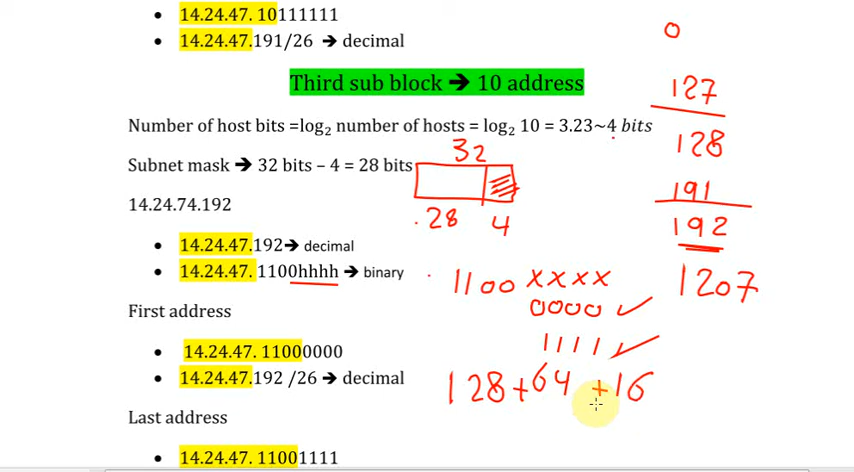 • 14.24.47. 10111111
• 14.24.47.191/26 ➔ decimal
0
127
Third sub block ➔ 10 address
Number of host bits =log₂ number of hosts = log₂ 10 = 3.23~4 bits
128
32
Subnet mask ➔ 32 bits – 4 = 28 bits
191
14.24.74.192
28 4
192
• 14.24.47.192➔ decimal
• 14.24.47. 1100hhhh ➔ binary
1100 XXXX
1207
0000
First address
1111
• 14.24.47. 11000000
• 14.24.47.192 /26 ➔ decimal
128+64 +16
Last address
• 14.24.47. 11001111